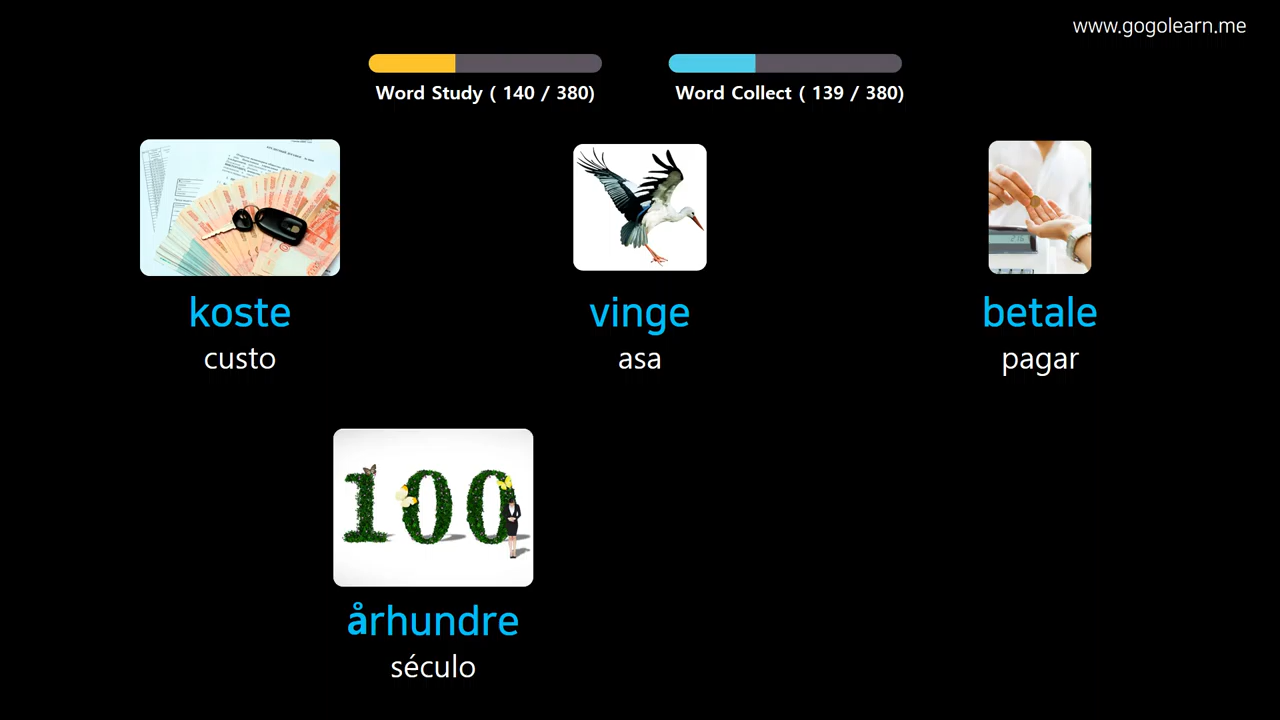 www.gogolearn.me
Word Study ( 140 / 380)
Word Collect ( 139 / 380)
koste
custo
vinge
asa
betale
pagar
100
århundre
século